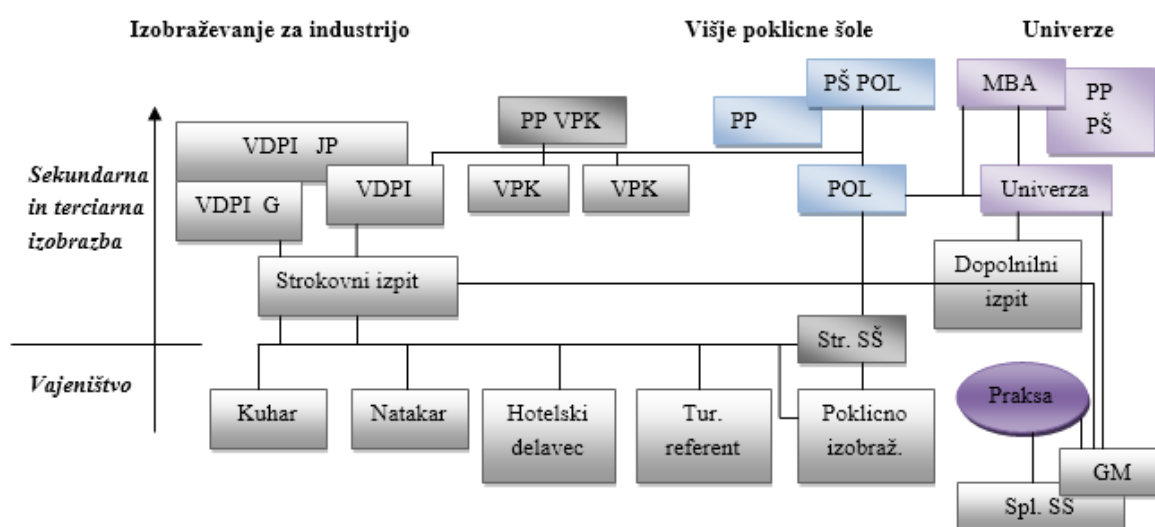 Izobraževanje za industrijo
Višje poklicne šole
Univerze
PŠ POL
MBA
PP
PŠ
PP VPK
PP
VDPI JP
Sekundarna
in terciarna
izobrazba
VDPI G
VDPI
VPK
VPK
POL
Univerza
Strokovni izpit
Dopolnilni
izpit
Str. SŠ
Vajeništvo
Kuhar
Natakar
Hotelski
delavec
Tur.
referent
Poklicno
izobraž.
Praksa
GM
Spl. SŠ